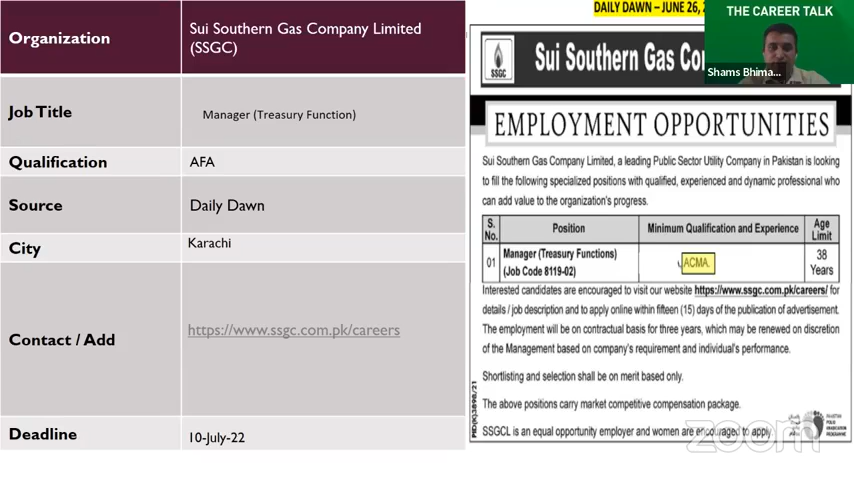 Organization
Sui Southern Gas Company Limited
(SSGC)
Job Title
Manager (Treasury Function)
Qualification
AFA
Source
Daily Dawn
City
Karachi
Contact / Add
https://www.ssgc.com.pk/careers
Deadline
10-July-22
DAILY DAWN – JUNE 26,
THE CAREER TALK
Shams Bhima...
SSGC
Sui Southern Gas
EMPLOYMENT OPPORTUNITIES
Sui Southern Gas Company Limited, a leading Public Sector Utility Company in Pakistan is looking
to fill the following specialized positions with qualified, experienced and dynamic professional who
can add value to the organization's progress.
S. No.
Position
Minimum Qualification and Experience
Age Limit
01
Manager (Treasury Functions)
(Job Code 8119-02)
ACMA.
38
Years
Interested candidates are encouraged to visit our website https://www.ssgc.com.pk/careers/ for
details / job description and to apply online within fifteen (15) days of the publication of advertisement.
The employment will be on contractual basis for three years, which may be renewed on discretion
of the Management based on company's requirement and individual's performance.
Shortlisting and selection shall be on merit based only.
The above positions carry market competitive compensation package.
SSGCL is an equal opportunity employer and women are encouraged to apply.
PID(K)3898/21
zoom